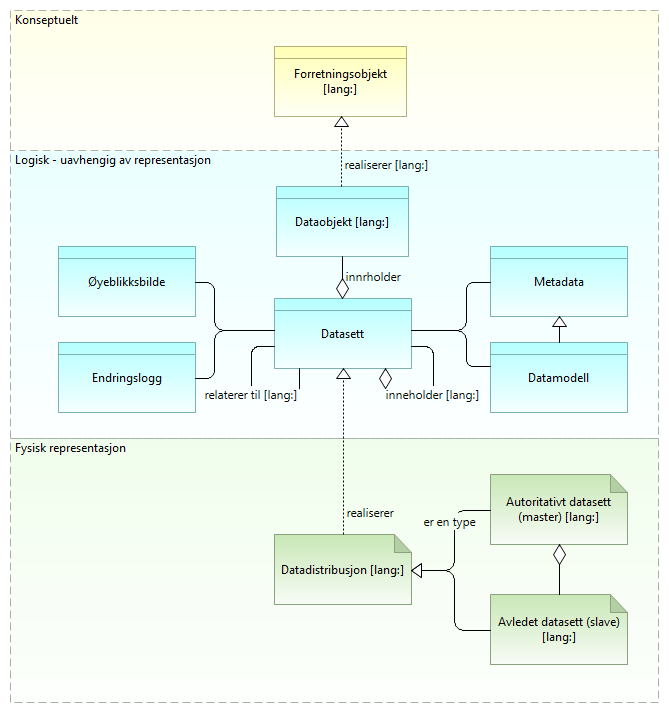 Konseptuelt
Forretningsobjekt
[lang:]
Logisk - uavhengig av representasjon
realiserer [lang:]
Dataobjekt [lang:]
innrholder
Øyeblikksbilde
Metadata
Datasett
Endringslogg
Datamodell
relaterer til [lang:]
inneholder [lang:]
Fysisk representasjon
realiserer
er en type
Autoritativt datasett
(master) [lang:]
Datadistribusjon [lang:]
Avledet datasett (slave)
[lang:]